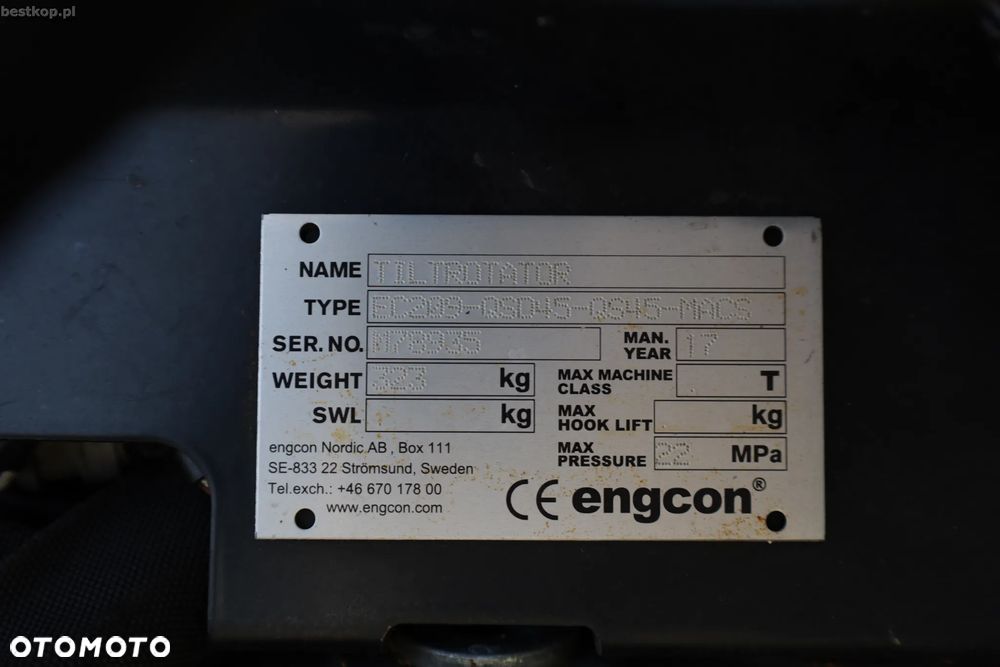 bestkop.pl
NAME TILTROTATOR
TYPE EC209-QSD45-QS45-MACS
SER. NO. M78935 MAN. YEAR 17
WEIGHT 323 kg MAX MACHINE CLASS T
SWL kg MAX HOOK LIFT kg
MAX PRESSURE 22 MPa
engcon Nordic AB , Box 111
SE-833 22 Strömsund, Sweden
Tel.exch.: +46 670 178 00
www.engcon.com
CE engcon®
OTOMOTO